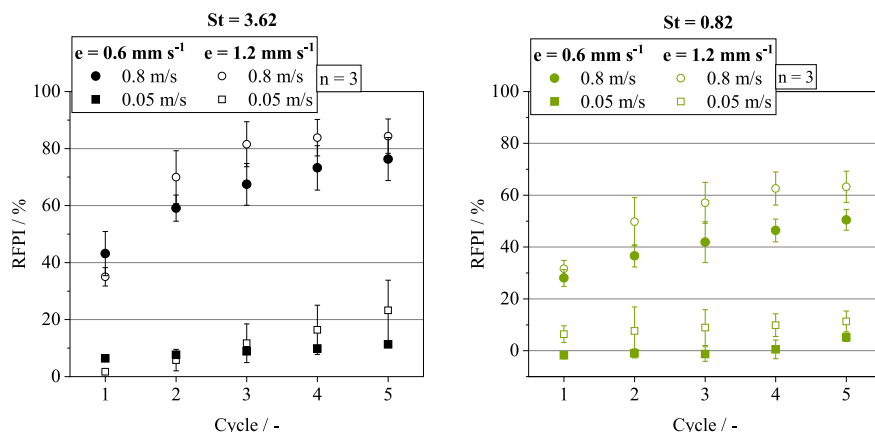 St = 3.62
e = 0.6 mm s⁻¹ e = 1.2 mm s⁻¹
0.8 m/s 0.8 m/s
0.05 m/s 0.05 m/s
n = 3
100
80
60
40
20
0
RFPI / %
1 2 3 4 5
Cycle / -
St = 0.82
e = 0.6 mm s⁻¹ e = 1.2 mm s⁻¹
0.8 m/s 0.8 m/s
0.05 m/s 0.05 m/s
n = 3
100
80
60
40
20
0
RFPI / %
1 2 3 4 5
Cycle / -